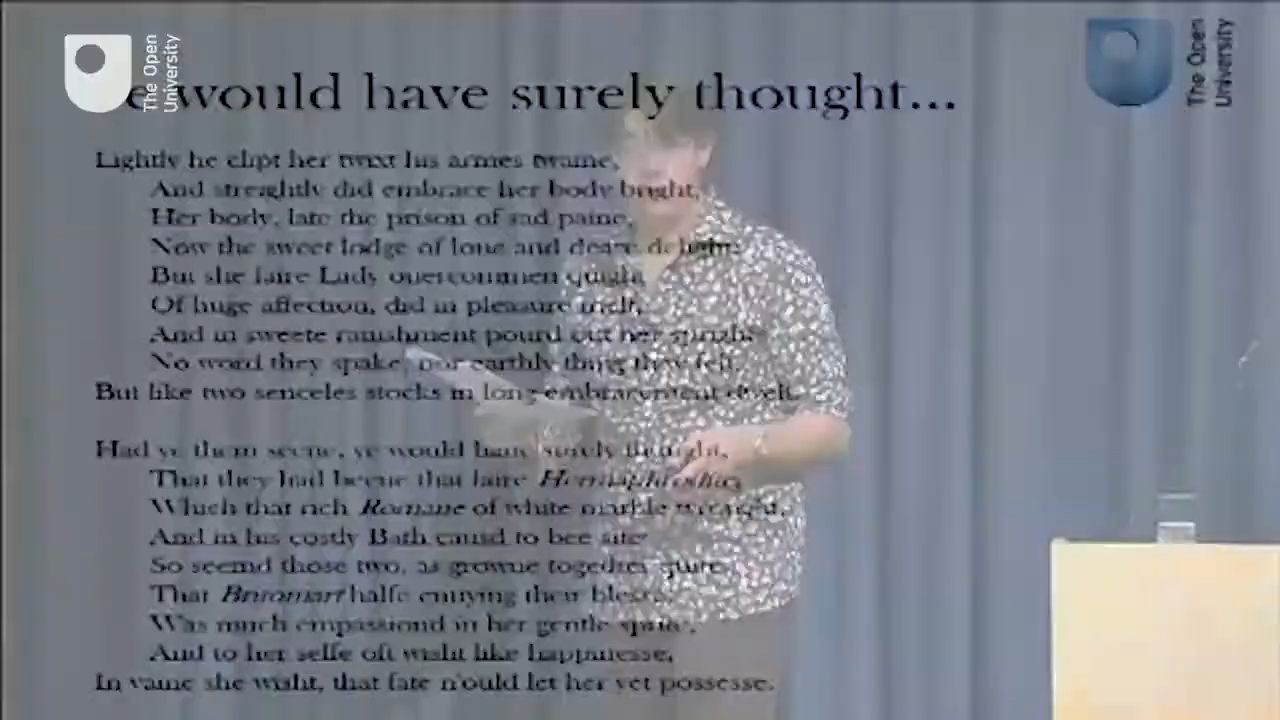 The Open
University
The Open
University
e would have surely thought...
Lightly he clipt her twixt his armes twaine,
And streightly did embrace her body bright,
Her body, late the prison of sad paine,
Now the sweet lodge of loue and deare delight:
But she faire Lady ouercommen quight
Of huge affection, did in pleasure melt,
And in sweete rauishment pourd out her spright:
No word they spake, nor earthly thing they felt,
But like two senceles stocks in long embracement dwelt.
Had ye them seene, ye would haue surely thought,
That they had beene that faire Hermaphrodite,
Which that rich Romane of white marble wrought,
And in his costly Bath causd to bee site:
So seemd those two, as growne together quite,
That Britomart halfe enuying their blesse,
Was much empassiond in her gentle sprite,
And to her selfe oft wisht like happinesse,
In vaine she wisht, that fate n'ould let her yet possesse.